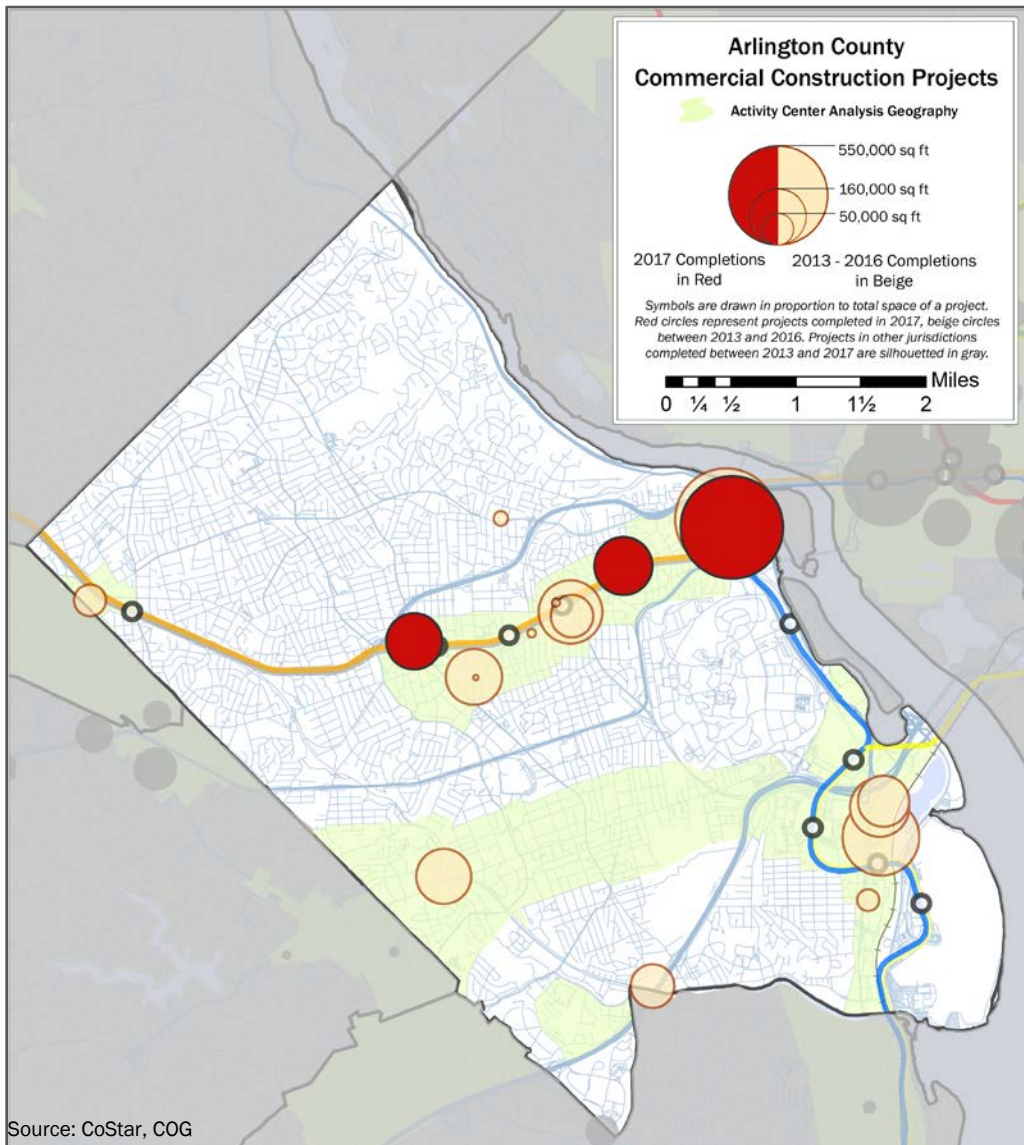 Arlington County
Commercial Construction Projects
Activity Center Analysis Geography
550,000 sq ft
160,000 sq ft
50,000 sq ft
2017 Completions
in Red
2013 - 2016 Completions
in Beige
Symbols are drawn in proportion to total space of a project.
Red circles represent projects completed in 2017, beige circles
between 2013 and 2016. Projects in other jurisdictions
completed between 2013 and 2017 are silhouetted in gray.
Miles
0 ¼ ½ 1 1½ 2
Source: CoStar, COG